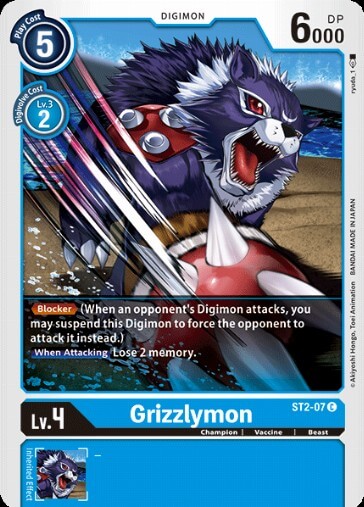 Play Cost
5
DIGIMON
DP
6000
Digivolve Cost
Lv.3
2
ryuda_1
© Akiyoshi Hongo, Toei Animation BANDAI MADE IN JAPAN
Blocker (When an opponent's Digimon attacks, you
may suspend this Digimon to force the opponent to
attack it instead.)
When Attacking Lose 2 memory.
Lv.4
Grizzlymon
ST2-07 C
Champion | Vaccine | Beast
Inherited Effect
–